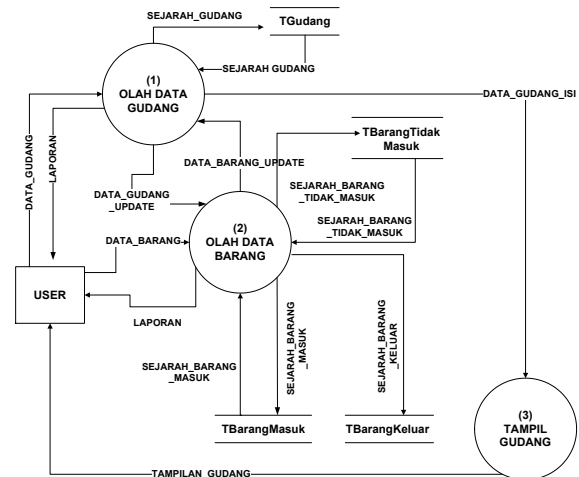 SEJARAH_GUDANG
TGudang
SEJARAH GUDANG
(1)
OLAH DATA
GUDANG
DATA_GUDANG_ISI
DATA_GUDANG
LAPORAN
TBarangTidak
Masuk
DATA_BARANG_UPDATE
DATA_GUDANG
_UPDATE
SEJARAH_BARANG
_TIDAK_MASUK
SEJARAH_BARANG
_TIDAK_MASUK
(2)
OLAH DATA
BARANG
DATA_BARANG
USER
LAPORAN
SEJARAH_BARANG
_MASUK
SEJARAH_BARANG
_MASUK
SEJARAH_BARANG
_KELUAR
TBarangMasuk
TBarangKeluar
(3)
TAMPIL
GUDANG
TAMPILAN_GUDANG